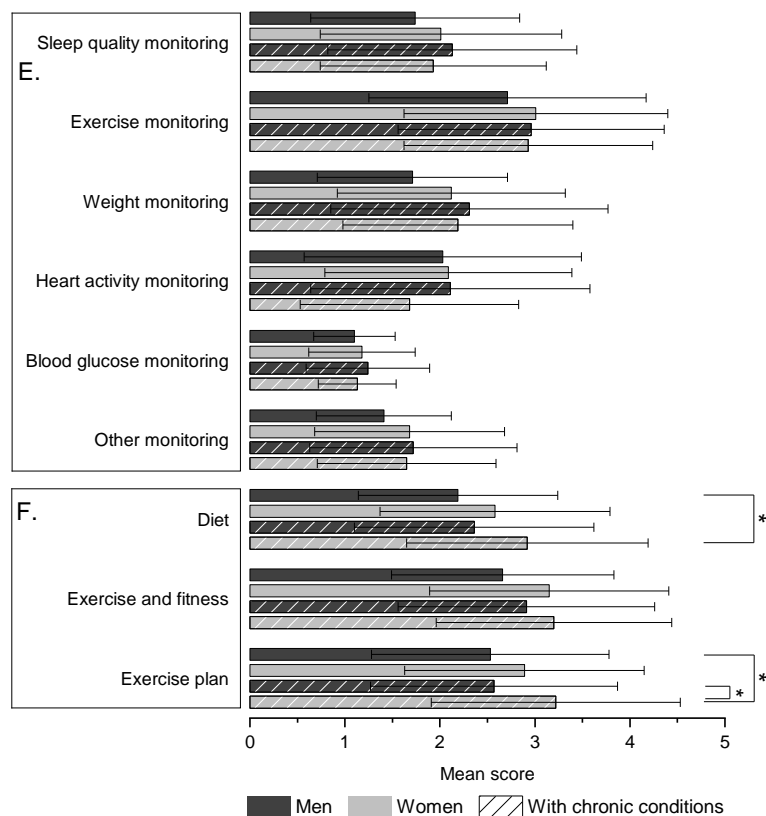 E.
Sleep quality monitoring
Exercise monitoring
Weight monitoring
Heart activity monitoring
Blood glucose monitoring
Other monitoring
F.
Diet
*
Exercise and fitness
Exercise plan
*
*
0 1 2 3 4 5
Mean score
Men Women With chronic conditions